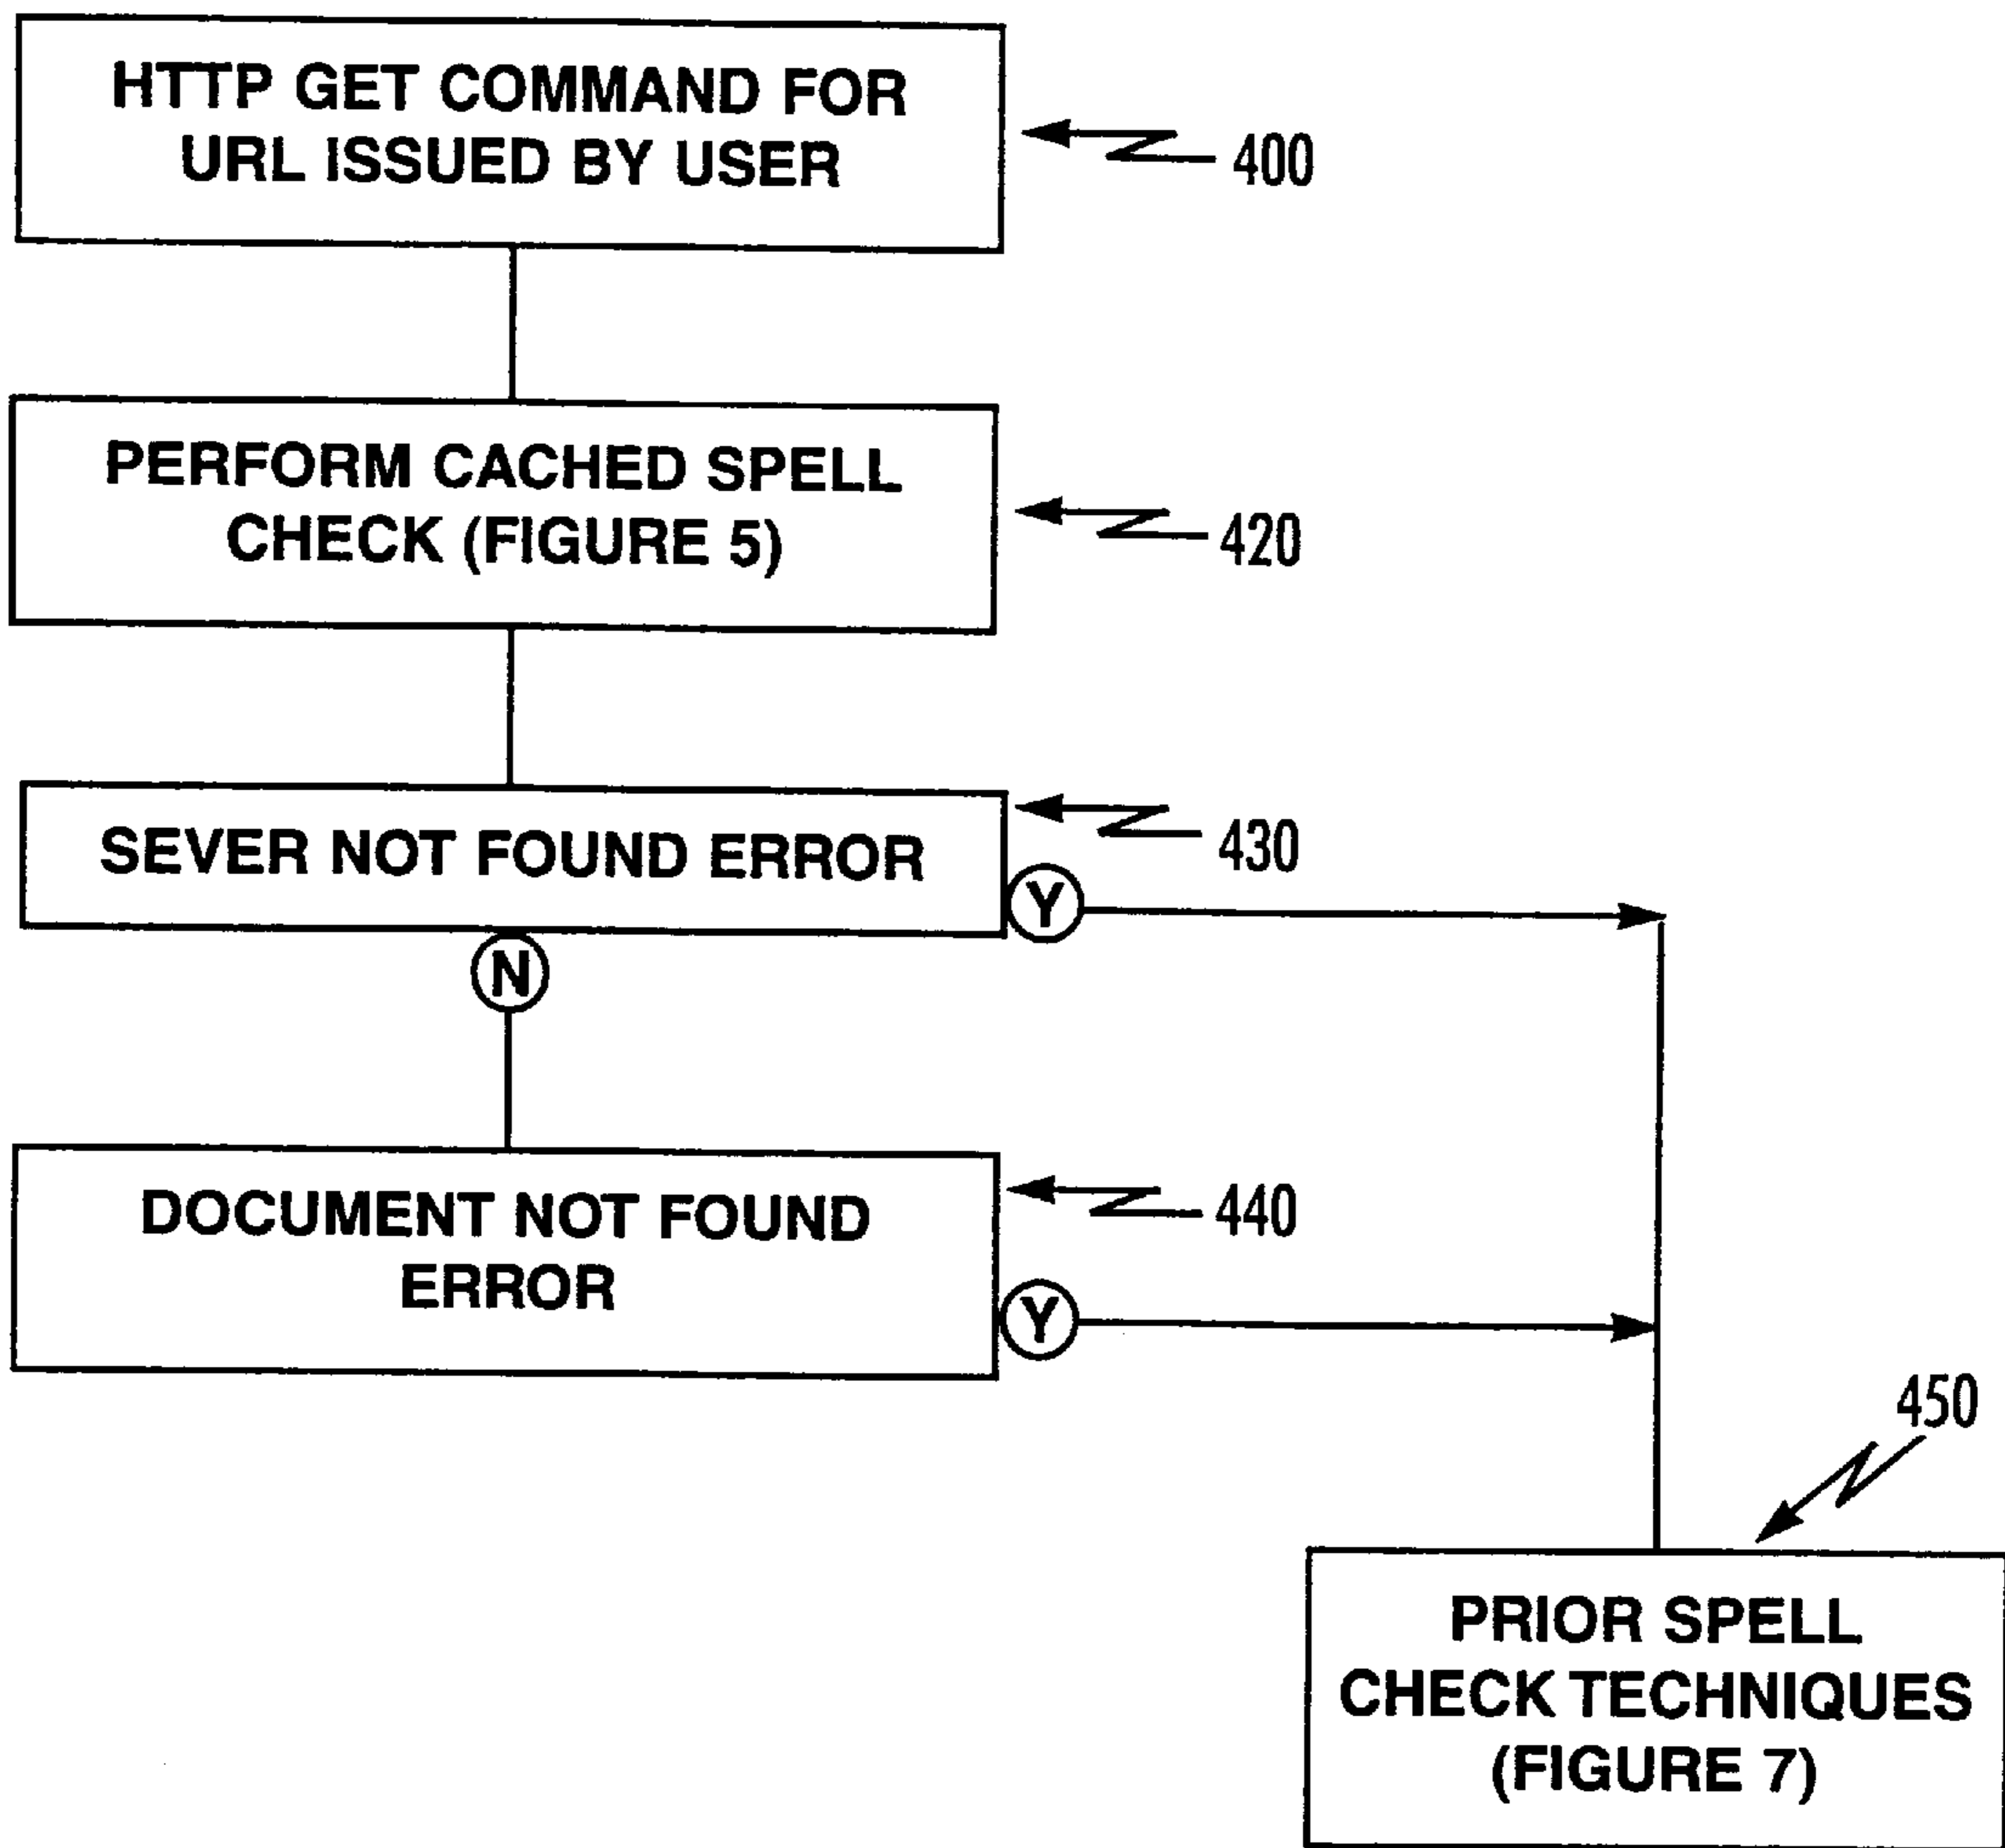 HTTP GET COMMAND FOR
URL ISSUED BY USER
400
PERFORM CACHED SPELL
CHECK (FIGURE 5)
420
SEVER NOT FOUND ERROR
430
Y
N
DOCUMENT NOT FOUND
ERROR
440
Y
450
PRIOR SPELL
CHECK TECHNIQUES
(FIGURE 7)